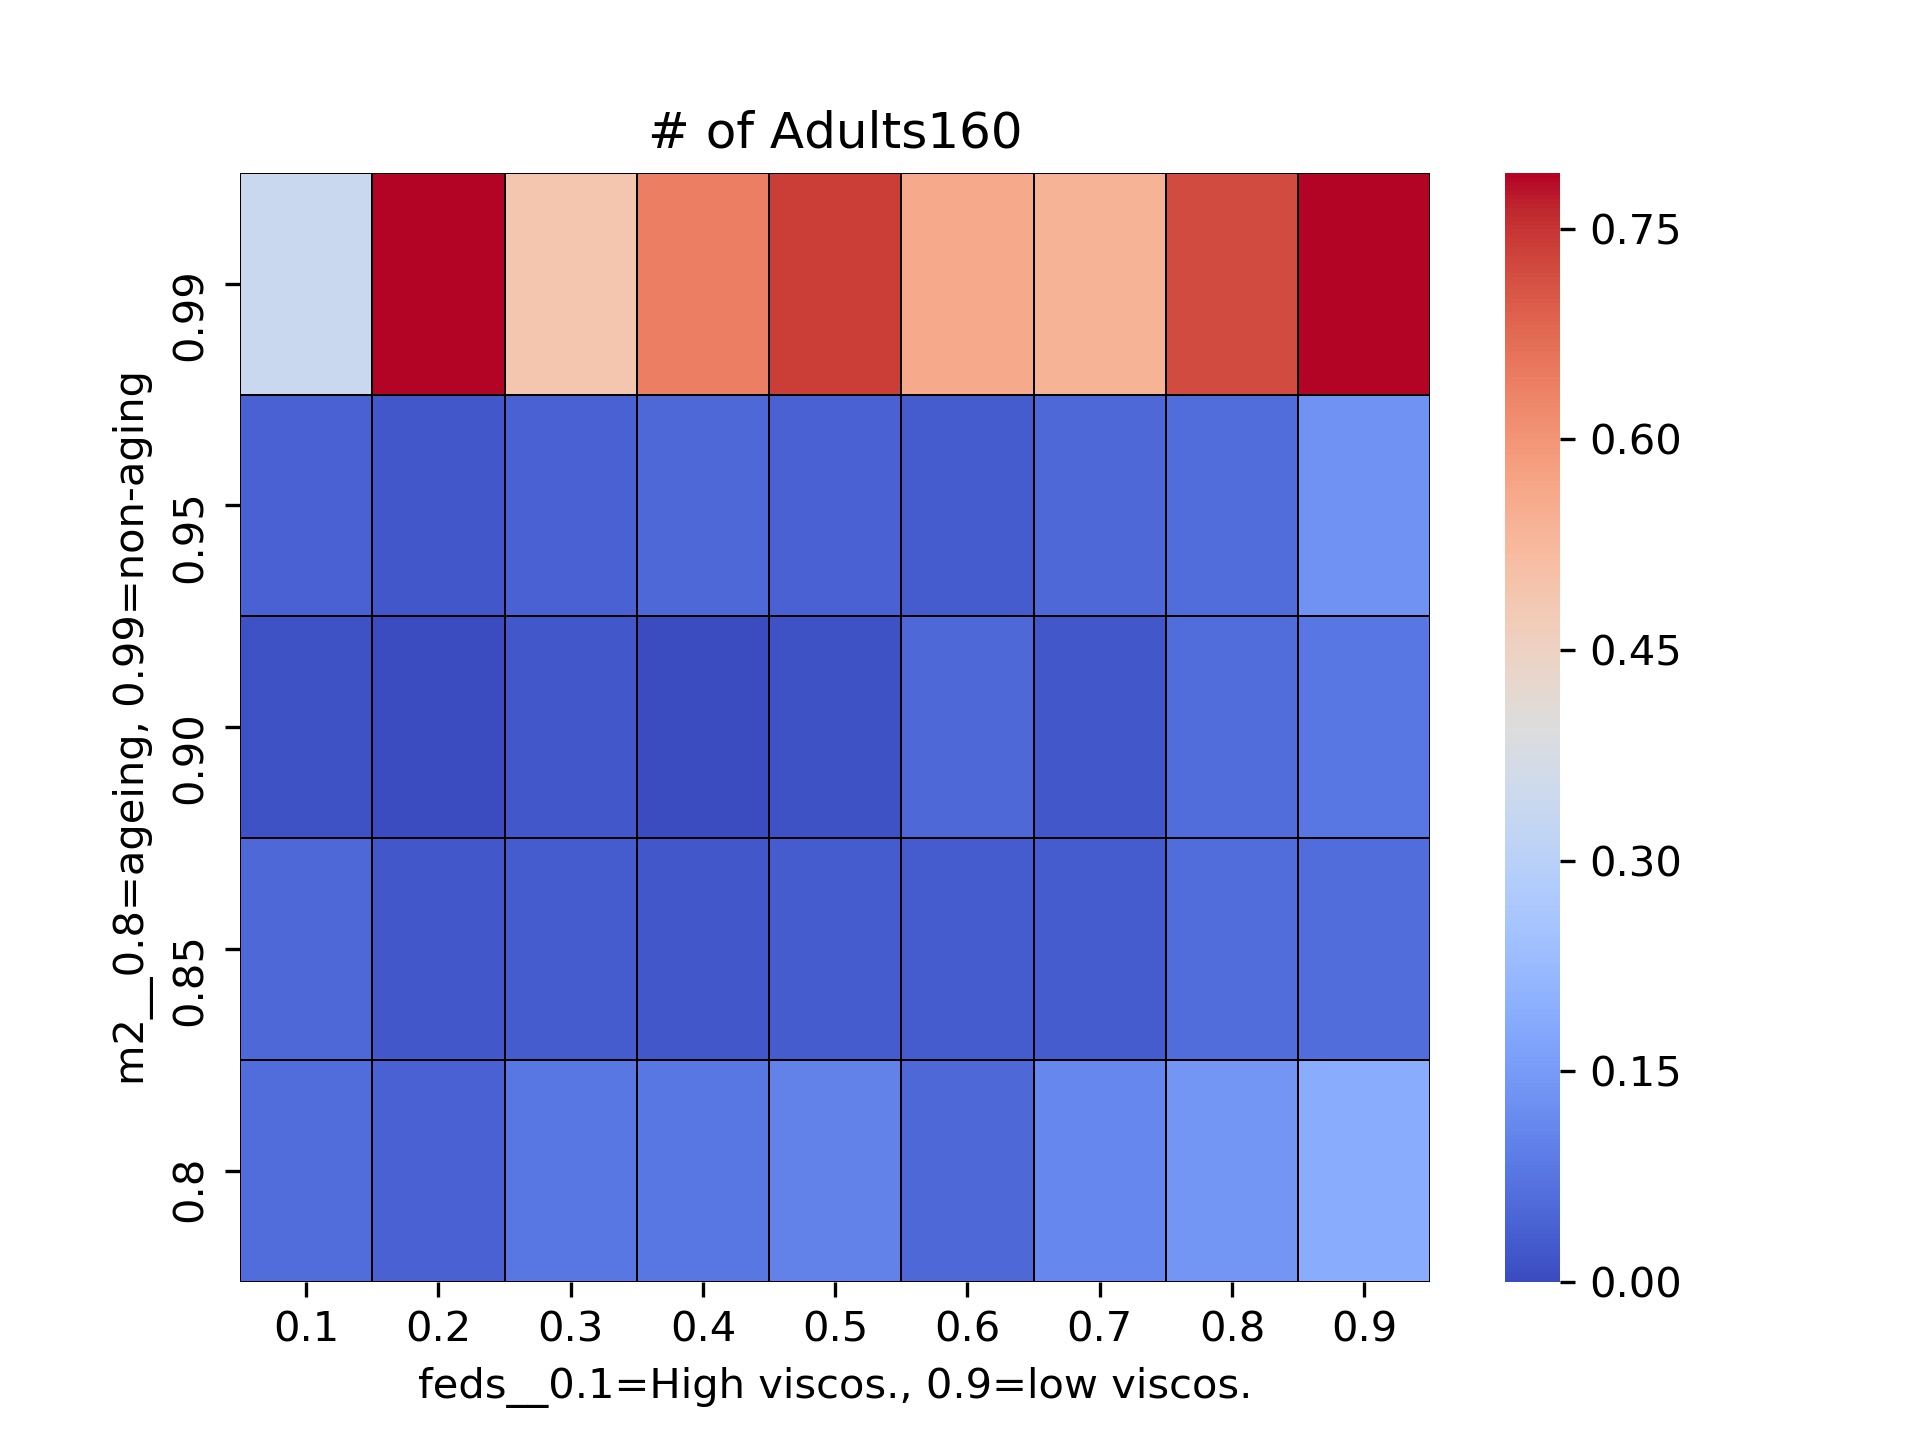 # of Adults160
m2__0.8=ageing, 0.99=non-aging
0.99
0.95
0.90
0.85
0.8
0.1 0.2 0.3 0.4 0.5 0.6 0.7 0.8 0.9
feds__0.1=High viscos., 0.9=low viscos.
0.75
0.60
0.45
0.30
0.15
0.00